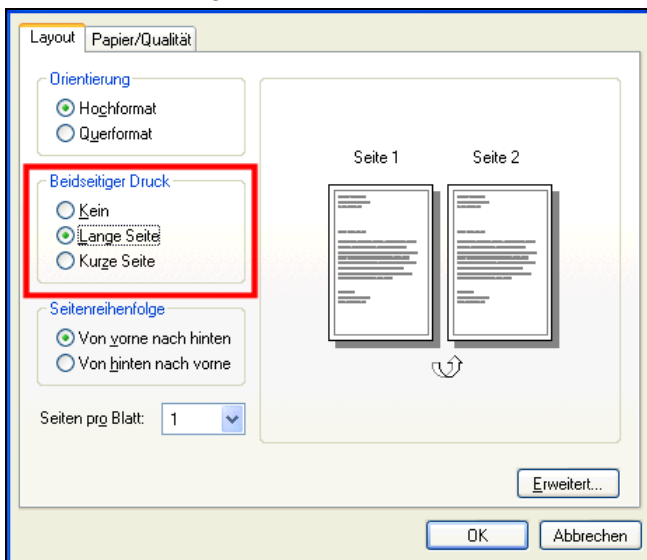 Layout Papier/Qualität
Orientierung
Hochformat
Querformat
Beidseitiger Druck
Kein
Lange Seite
Kurze Seite
Seitenreihenfolge
Von vorne nach hinten
Von hinten nach vorne
Seiten pro Blatt: 1
Seite 1 Seite 2
Erweitert...
OK Abbrechen